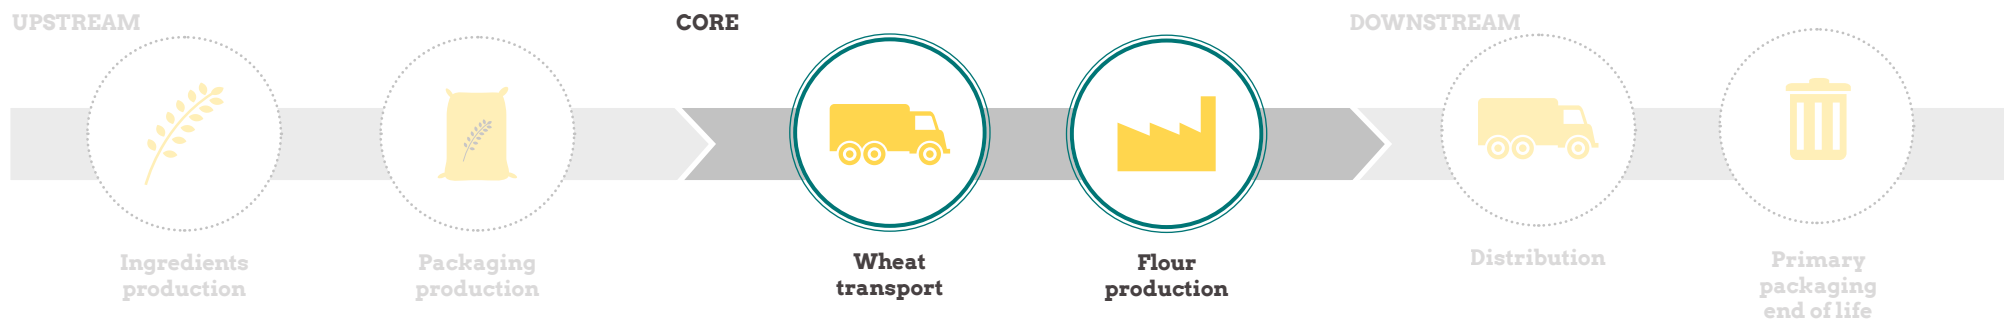 UPSTREAM
CORE
DOWNSTREAM
Ingredients
production
Packaging
production
Wheat
transport
Flour
production
Distribution
Primary
packaging
end of life